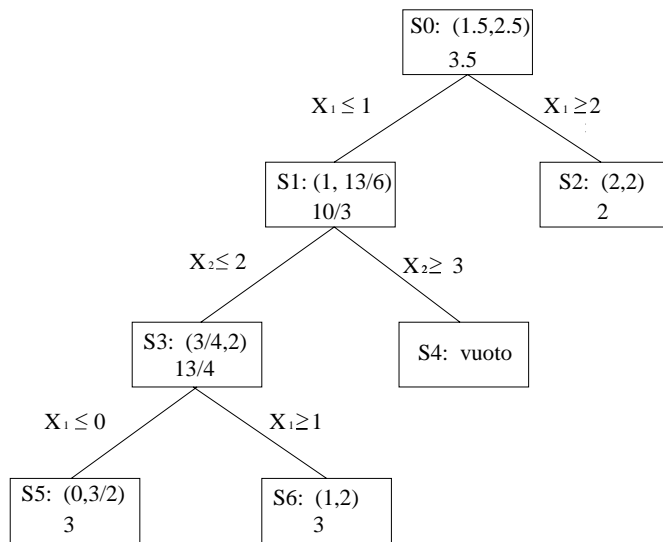 S0: (1.5,2.5)
3.5
X₁ ≤ 1
X₁ ≥2
S1: (1, 13/6)
10/3
S2: (2,2)
2
X₂≤ 2
X₂≥ 3
S3: (3/4,2)
13/4
S4: vuoto
X₁ ≤ 0
X₁≥1
S5: (0,3/2)
3
S6: (1,2)
3